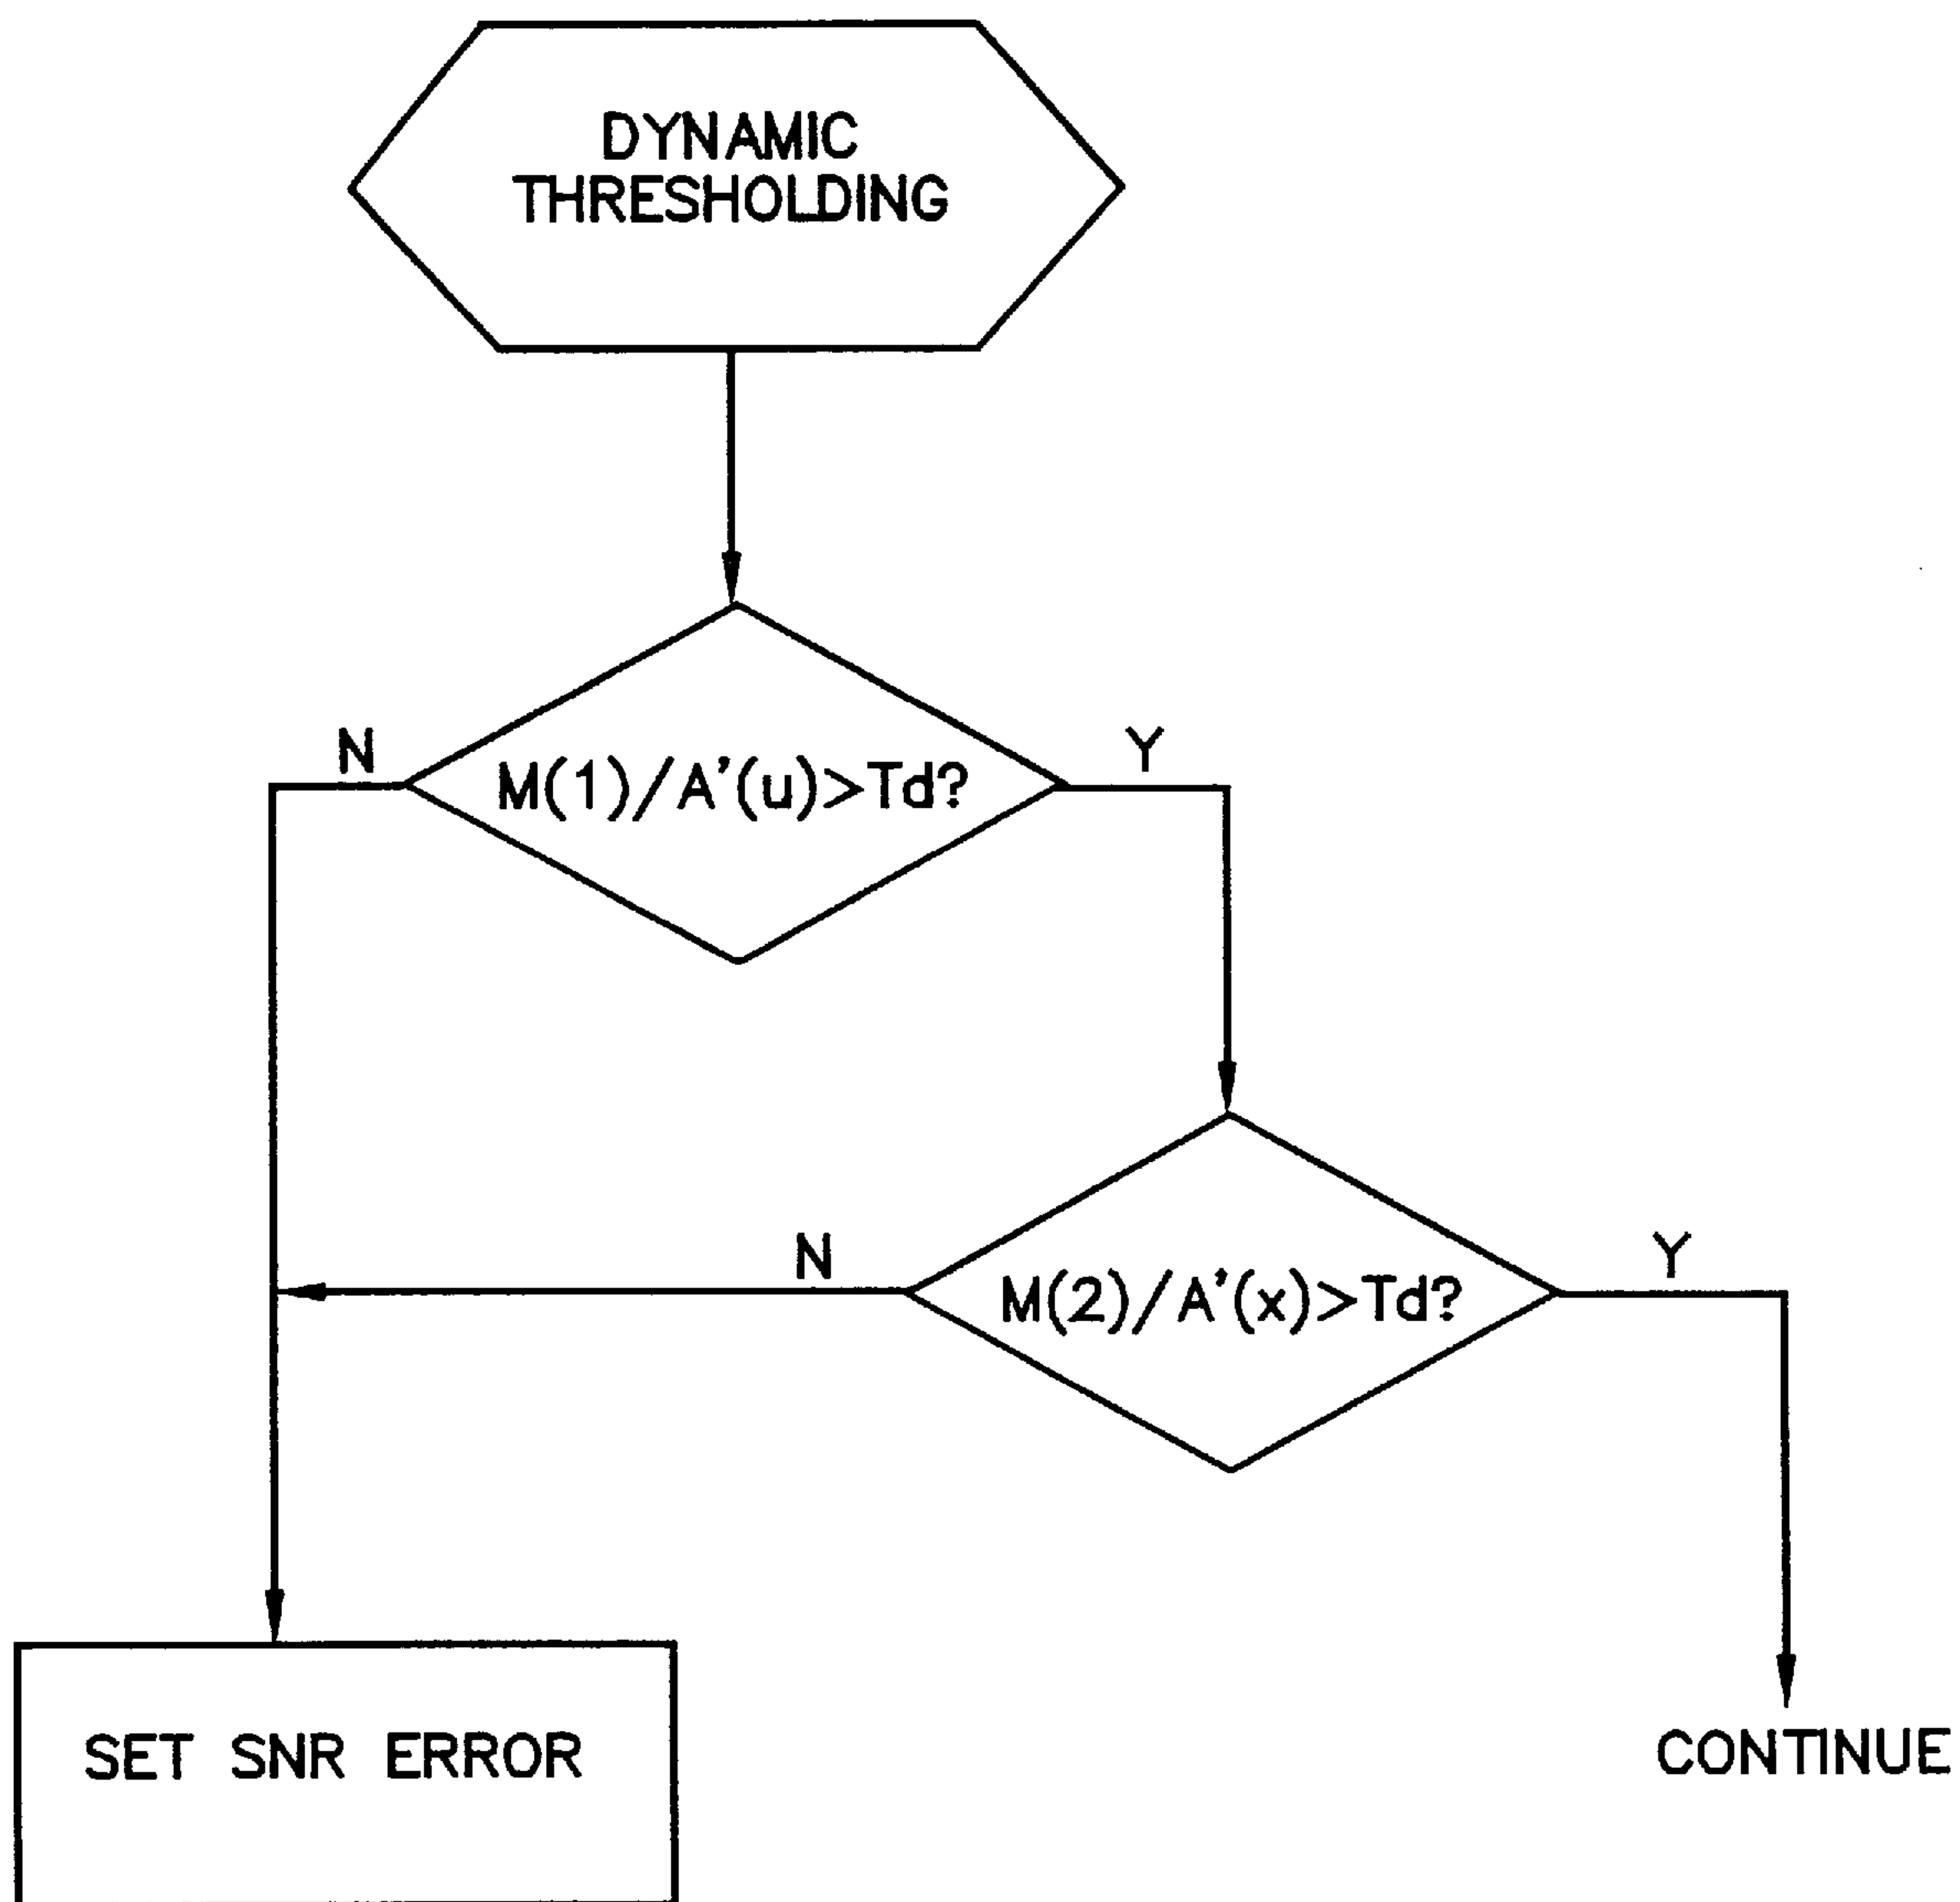 DYNAMIC
THRESHOLDING
N
M(1)/A'(u)>Td?
Y
N
M(2)/A'(x)>Td?
Y
SET SNR ERROR
CONTINUE